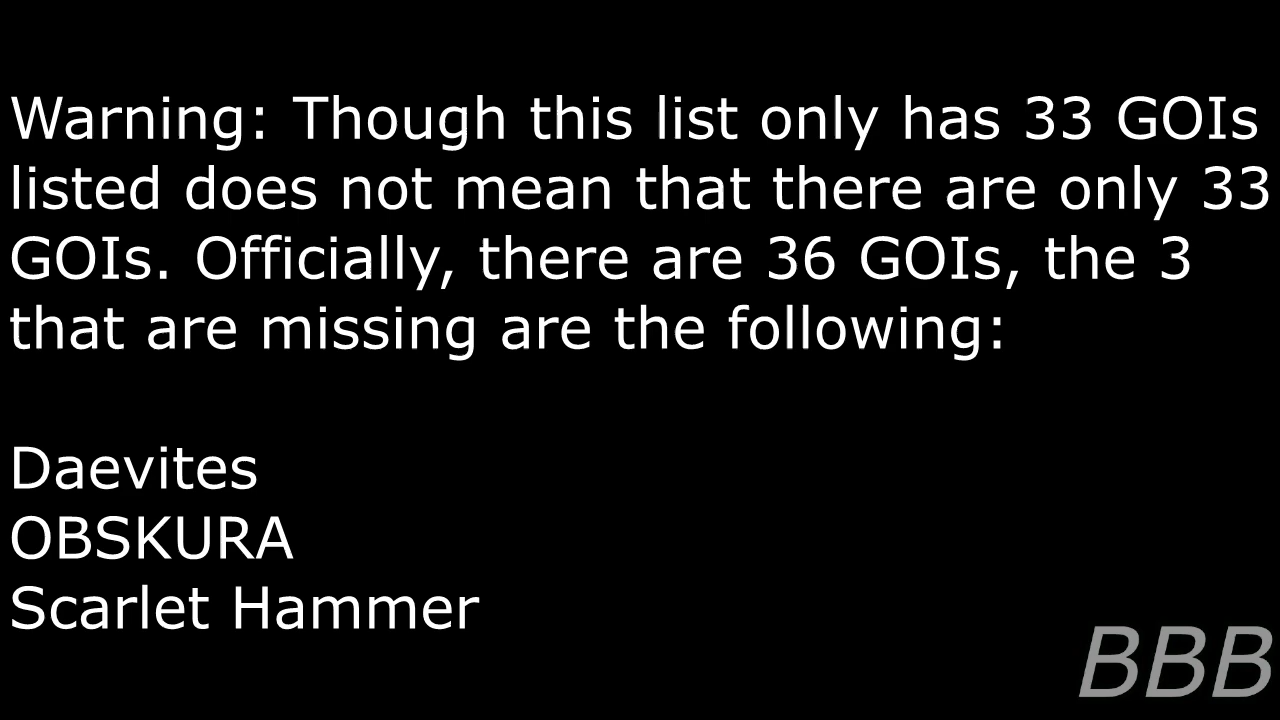 Warning: Though this list only has 33 GOIs
listed does not mean that there are only 33
GOIs. Officially, there are 36 GOIs, the 3
that are missing are the following:
Daevites
OBSKURA
Scarlet Hammer
BBB